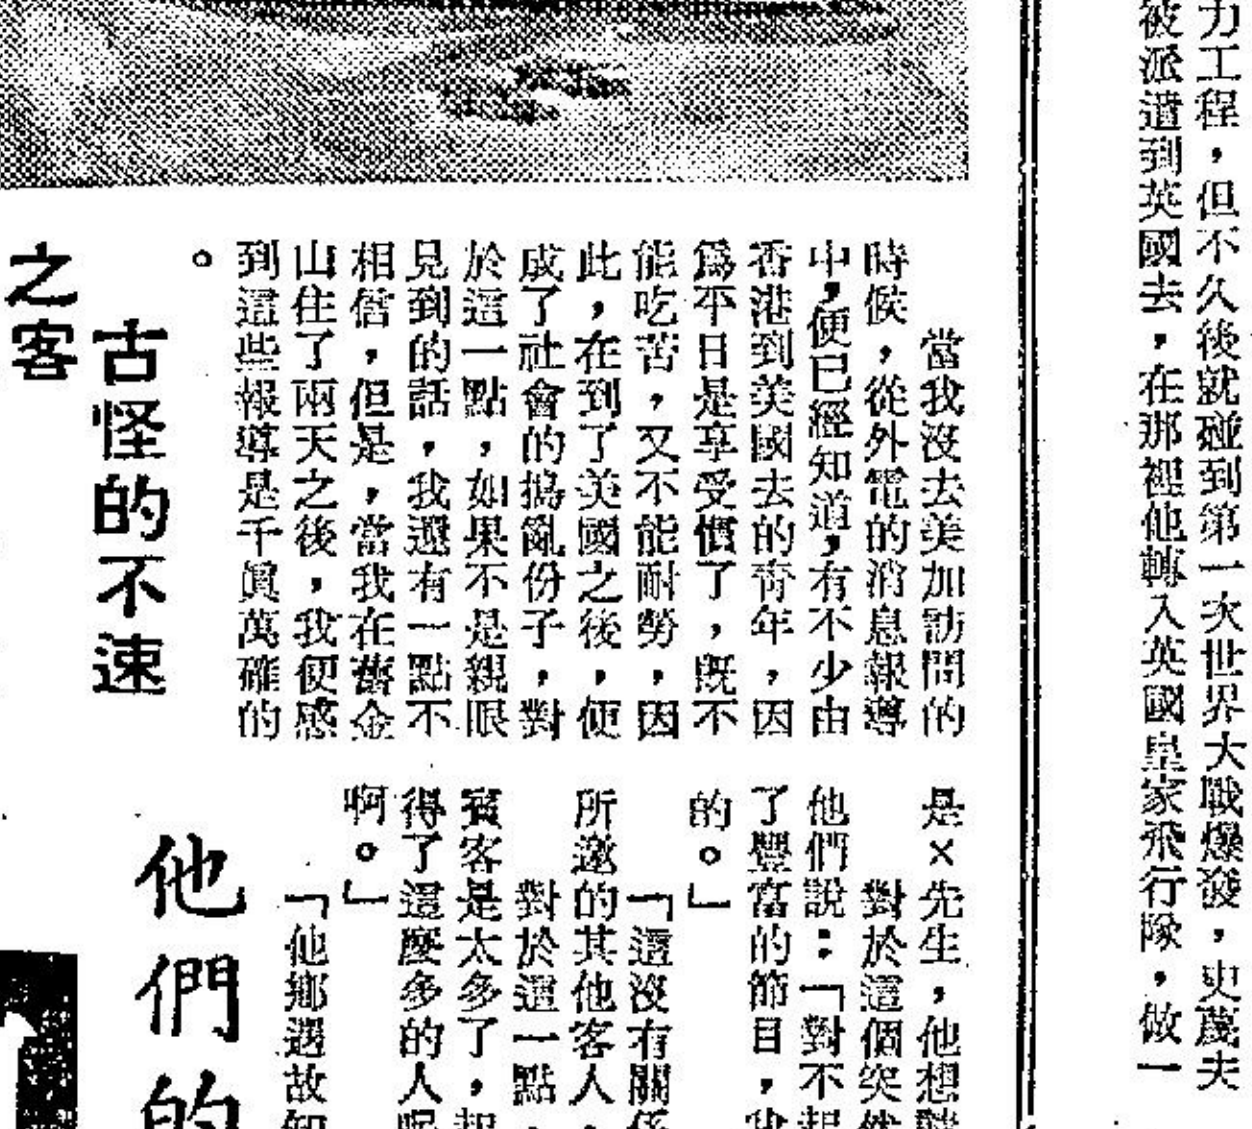 力工程，但不久後就碰到第一次世界大戰爆發，史蔑夫
被派遣到英國去，在那裡他轉入英國皇家飛行隊，做一
當我沒去美加訪問的
時候，從外電的消息報導
中，便已經知道，有不少由
香港到美國去的靑年，因
爲平日是享受慣了，既不
能吃苦，又不能耐勞，因
此，在到了美國之後，便
成了社會的搗亂份子，對
於這一點，如果不是親眼
見到的話，我還有一點不
相信，但是，當我在舊金
山住了兩天之後，我便感
到這些報導是千眞萬確的
。
古怪的不速
之客
是×先生，他想
對於這個突然
他們說：「對不起
了豐富的節目，我
的。」
「這沒有關係
所邀的其他客人，
對於這一點，
賓客是太多了，
得了這麼多的人呢
啊。」
「他鄉遇故知
他們的